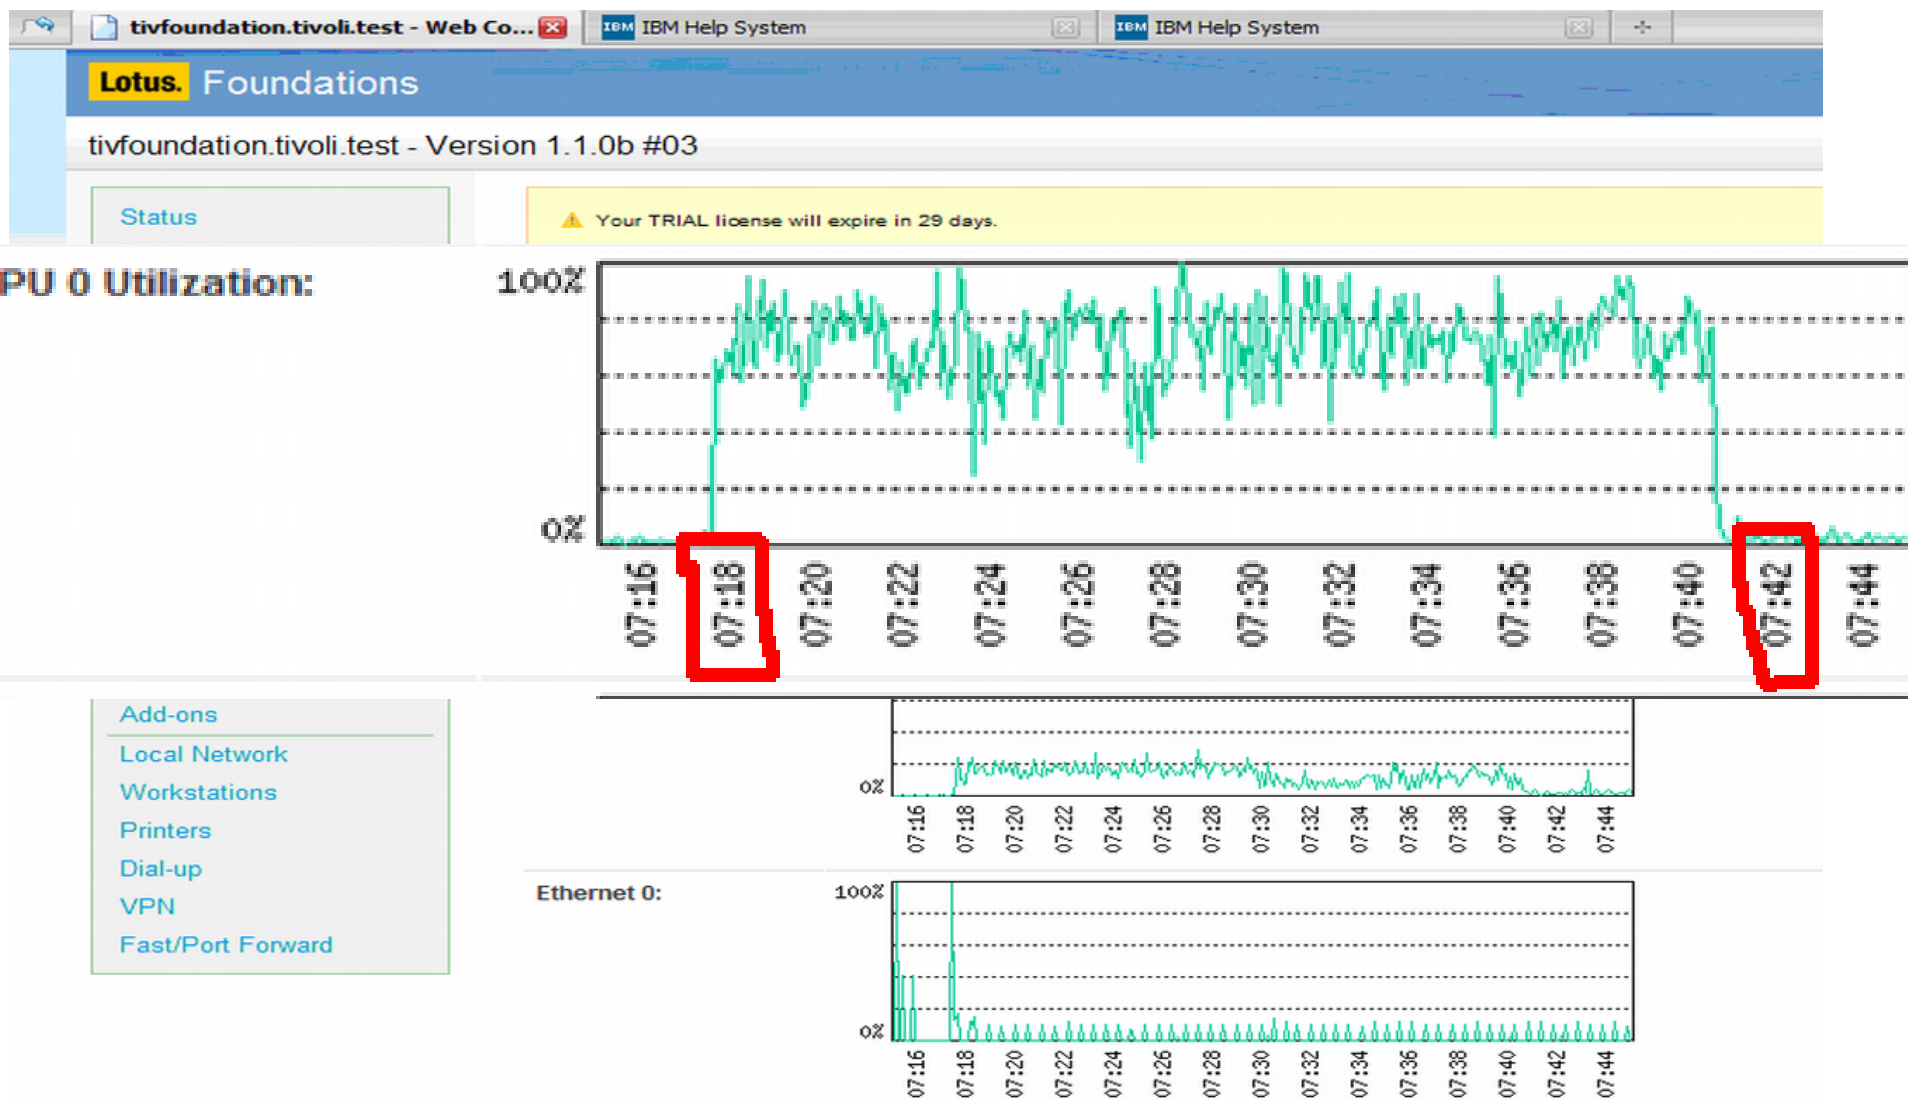 tivfoundation.tivoli.test - Web Co...
IBM IBM Help System
IBM IBM Help System
Lotus. Foundations
tivfoundation.tivoli.test - Version 1.1.0b #03
Status
Your TRIAL license will expire in 29 days.
PU 0 Utilization:
100%
0%
07:16 07:18 07:20 07:22 07:24 07:26 07:28 07:30 07:32 07:34 07:36 07:38 07:40 07:42 07:44
Add-ons
Local Network
Workstations
Printers
Dial-up
VPN
Fast/Port Forward
0%
07:16 07:18 07:20 07:22 07:24 07:26 07:28 07:30 07:32 07:34 07:36 07:38 07:40 07:42 07:44
Ethernet 0:
100%
0%
07:16 07:18 07:20 07:22 07:24 07:26 07:28 07:30 07:32 07:34 07:36 07:38 07:40 07:42 07:44